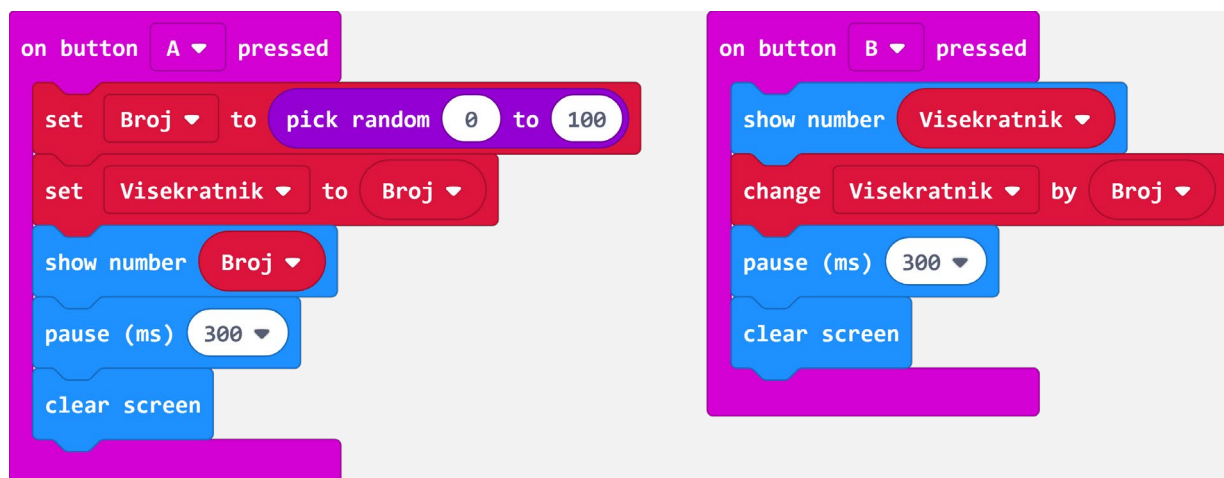 on button A pressed
set Broj to pick random 0 to 100
set Visekratnik to Broj
show number Broj
pause (ms) 300
clear screen
on button B pressed
show number Visekratnik
change Visekratnik by Broj
pause (ms) 300
clear screen